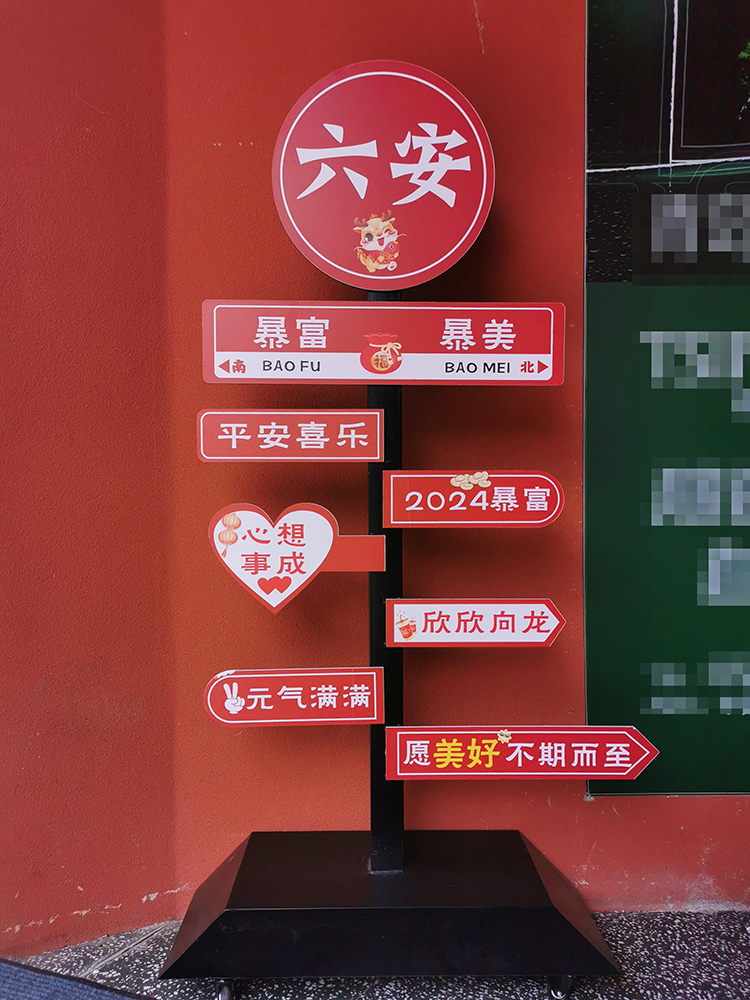 六安
暴富 暴美
南 BAO FU 福 BAO MEI 北
平安喜乐
2024暴富
心想
事成
欣欣向龙
元气满满
愿美好不期而至